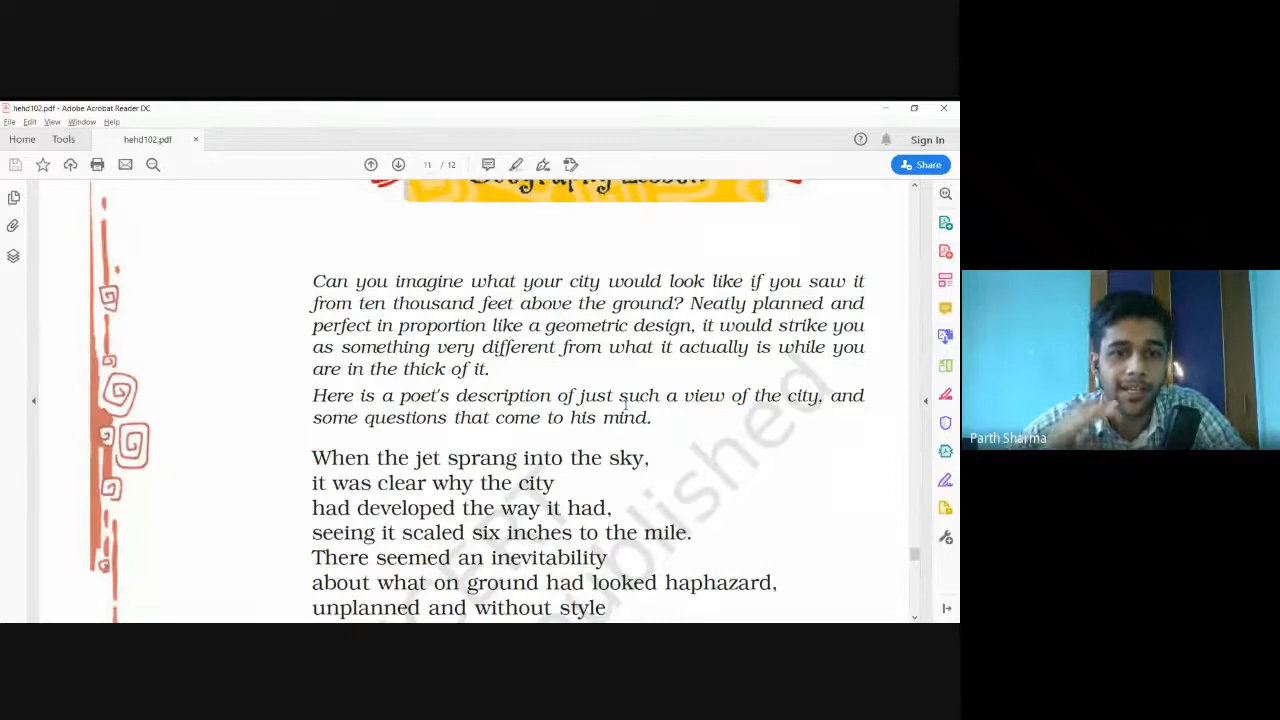 hehd102.pdf - Adobe Acrobat Reader DC
File Edit View Window Help
Home Tools hehd102.pdf ×
Sign In
11 / 12
Share
Geography Lesson
Can you imagine what your city would look like if you saw it
from ten thousand feet above the ground? Neatly planned and
perfect in proportion like a geometric design, it would strike you
as something very different from what it actually is while you
are in the thick of it.
Here is a poet's description of just such a view of the city, and
some questions that come to his mind.
When the jet sprang into the sky,
it was clear why the city
had developed the way it had,
seeing it scaled six inches to the mile.
There seemed an inevitability
about what on ground had looked haphazard,
unplanned and without style
published
Parth Sharma